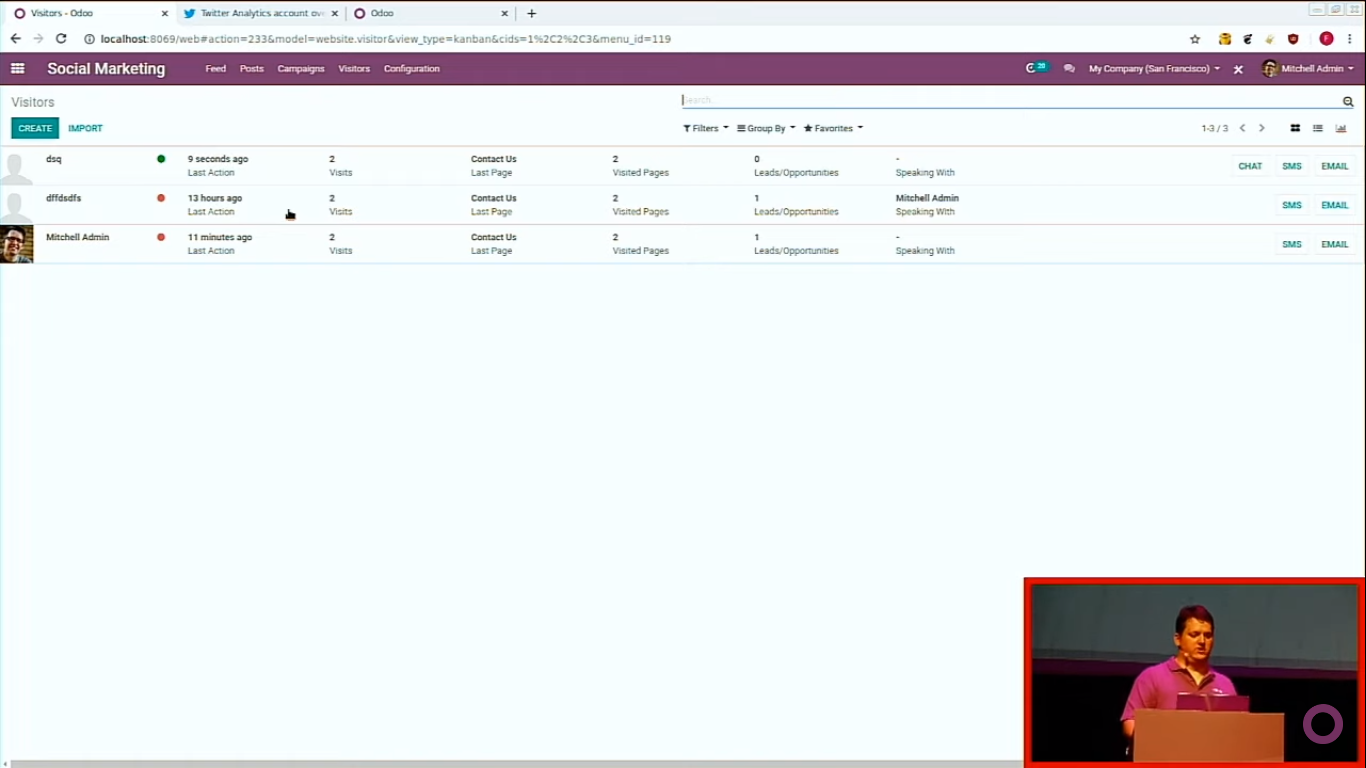 Visitors - Odoo
Twitter Analytics account ov
Odoo
localhost:8069/web#action=233&model=website.visitor&view_type=kanban&cids=1%2C2%2C3&menu_id=119
F
Social Marketing Feed Posts Campaigns Visitors Configuration 20 My Company (San Francisco) Mitchell Admin
Visitors
Search...
CREATE IMPORT Filters Group By Favorites 1-3 / 3
dsq 9 seconds ago 2 Contact Us 2 0 - CHAT SMS EMAIL
Last Action Visits Last Page Visited Pages Leads/Opportunities Speaking With
dffdsdfs 13 hours ago 2 Contact Us 2 1 Mitchell Admin SMS EMAIL
Last Action Visits Last Page Visited Pages Leads/Opportunities Speaking With
Mitchell Admin 11 minutes ago 2 Contact Us 2 1 - SMS EMAIL
Last Action Visits Last Page Visited Pages Leads/Opportunities Speaking With